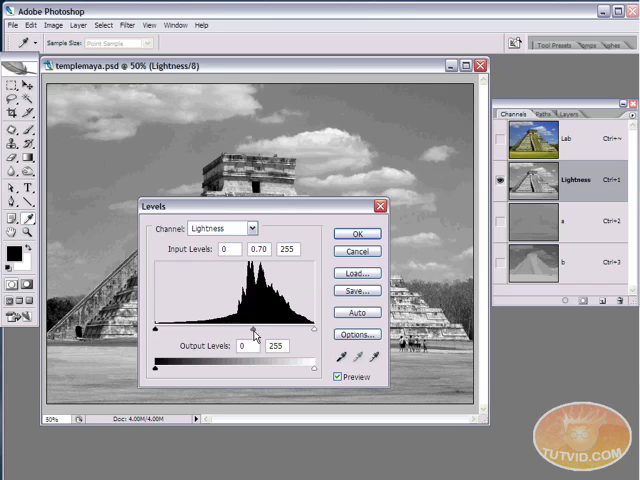 Adobe Photoshop
File Edit Image Layer Select Filter View Window Help
Sample Size: Point Sample
Tool Presets
templemaya.psd @ 50% (Lightness/8)
Channels Paths Layers
Lab Ctrl+~
Lightness Ctrl+1
a Ctrl+2
b Ctrl+3
Levels
Channel: Lightness
Input Levels: 0 0.70 255
OK
Cancel
Load...
Save...
Auto
Options...
Output Levels: 0 255
Preview
50% Doc: 4.00M/4.00M
TUTVID.COM